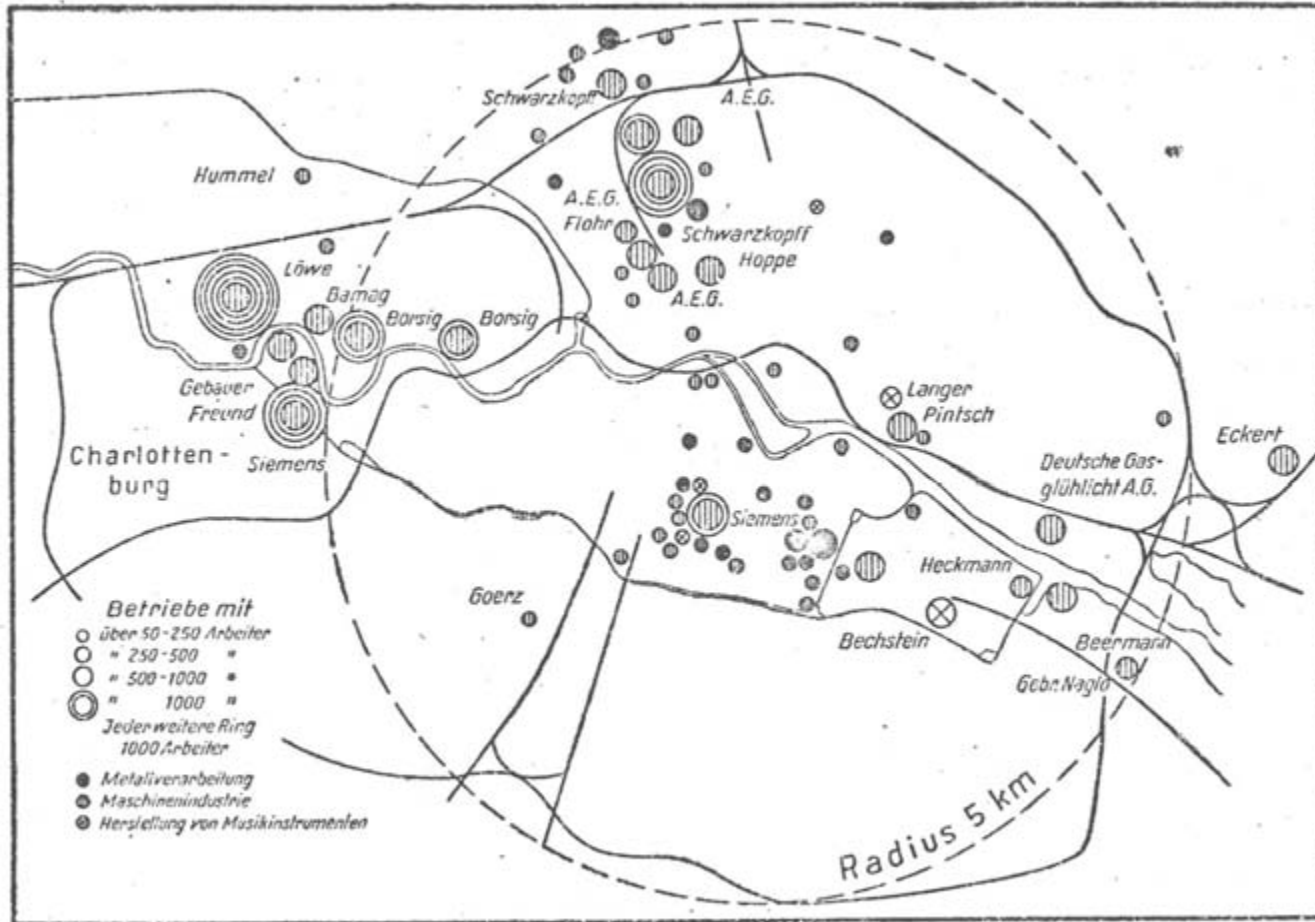 Schwarzkopff
A.E.G.
Hummel
A.E.G.
Flohr
Schwarzkopff
Hoppe
A.E.G.
Löwe
Bamag
Borsig
Borsig
Gebauer
Freund
Siemens
Charlotten-
burg
Langer
Pintsch
Eckert
Deutsche Gas-
glühlicht A.G.
Siemens
Heckmann
Goerz
Bechstein
Beermann
Gebr. Naglo
Betriebe mit
über 50-250 Arbeiter
" 250-500 "
" 500-1000 "
" 1000 "
Jeder weitere Ring
1000 Arbeiter
Metallverarbeitung
Maschinenindustrie
Herstellung von Musikinstrumenten
Radius 5 km